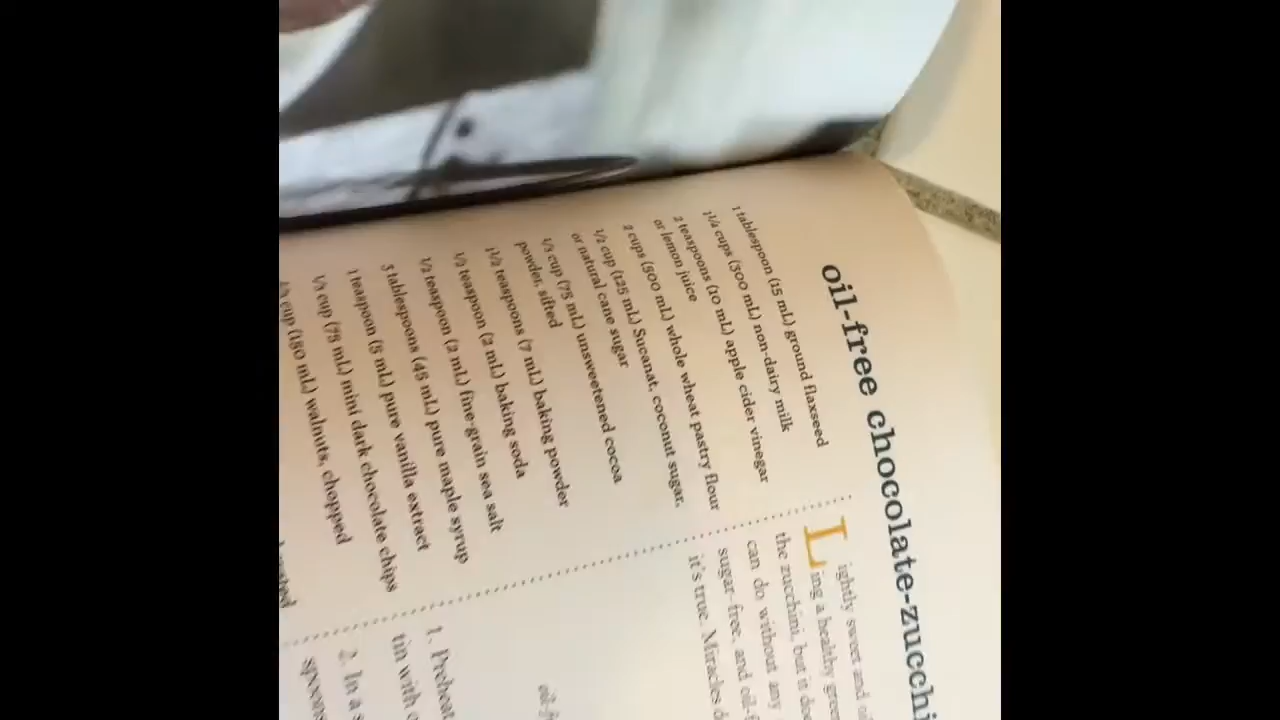 oil-free chocolate-zucchi
1 tablespoon (15 mL) ground flaxseed
1¼ cups (300 mL) non-dairy milk
2 teaspoons (10 mL) apple cider vinegar
or lemon juice
2 cups (500 mL) whole wheat pastry flour
½ cup (125 mL) Sucanat, coconut sugar,
or natural cane sugar
⅓ cup (75 mL) unsweetened cocoa
powder, sifted
1½ teaspoons (7 mL) baking powder
½ teaspoon (2 mL) baking soda
½ teaspoon (2 mL) fine-grain sea salt
3 tablespoons (45 mL) pure maple syrup
1 teaspoon (5 mL) pure vanilla extract
⅓ cup (75 mL) mini dark chocolate chips
cup (150 mL) walnuts, chopped
Lightly sweet and
ing a healthy
the zucchini, but it
can do without any
sugar-free, and
it's true. Miracles
1. Preheat
tin with
2. In a